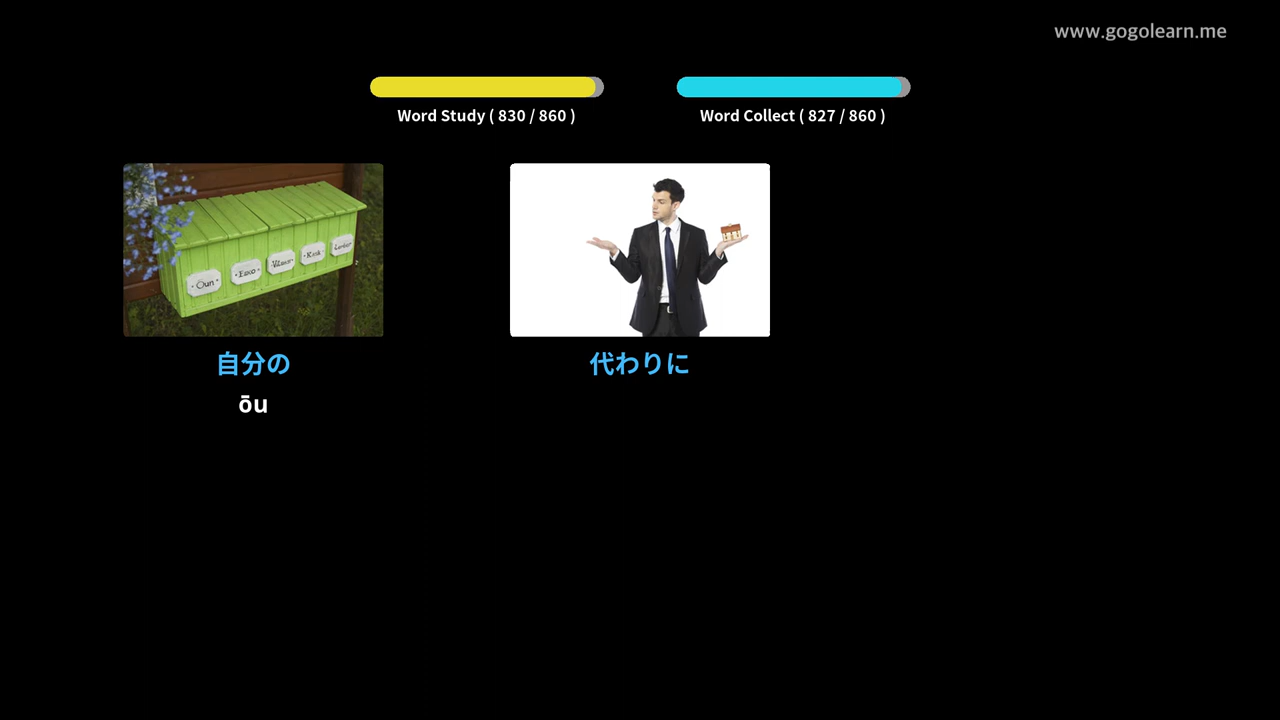 www.gogolearn.me
Word Study ( 830 / 860 )
Word Collect ( 827 / 860 )
Õun
自分の
代わりに
ōu